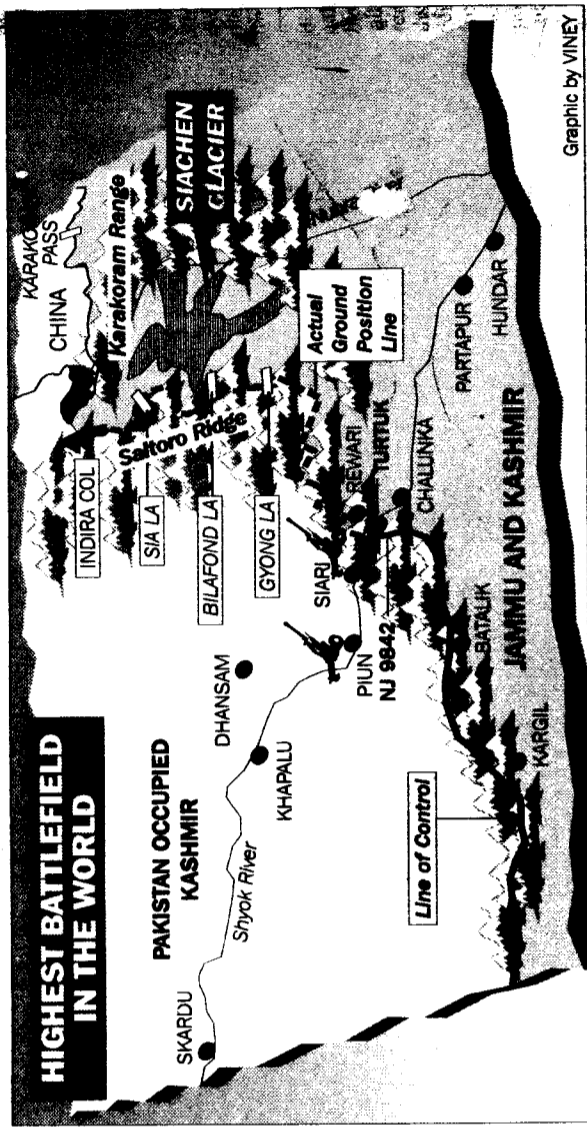 HIGHEST BATTLEFIELD
IN THE WORLD
PAKISTAN OCCUPIED
KASHMIR
SKARDU
Shyok River
KHAPALU
DHANSAM
INDIRA COL
SIA LA
BILAFOND LA
GYONG LA
Saltoro Ridge
CHINA
KARAKO
PASS
Karakoram Range
SIACHEN
GLACIER
Actual
Ground
Position
Line
SIARI
REWARI
TURTUK
PIUN
NJ 9842
CHALUNKA
PARTAPUR
HUNDAR
Line of Control
BATALIK
KARGIL
JAMMU AND KASHMIR
Graphic by VINEY